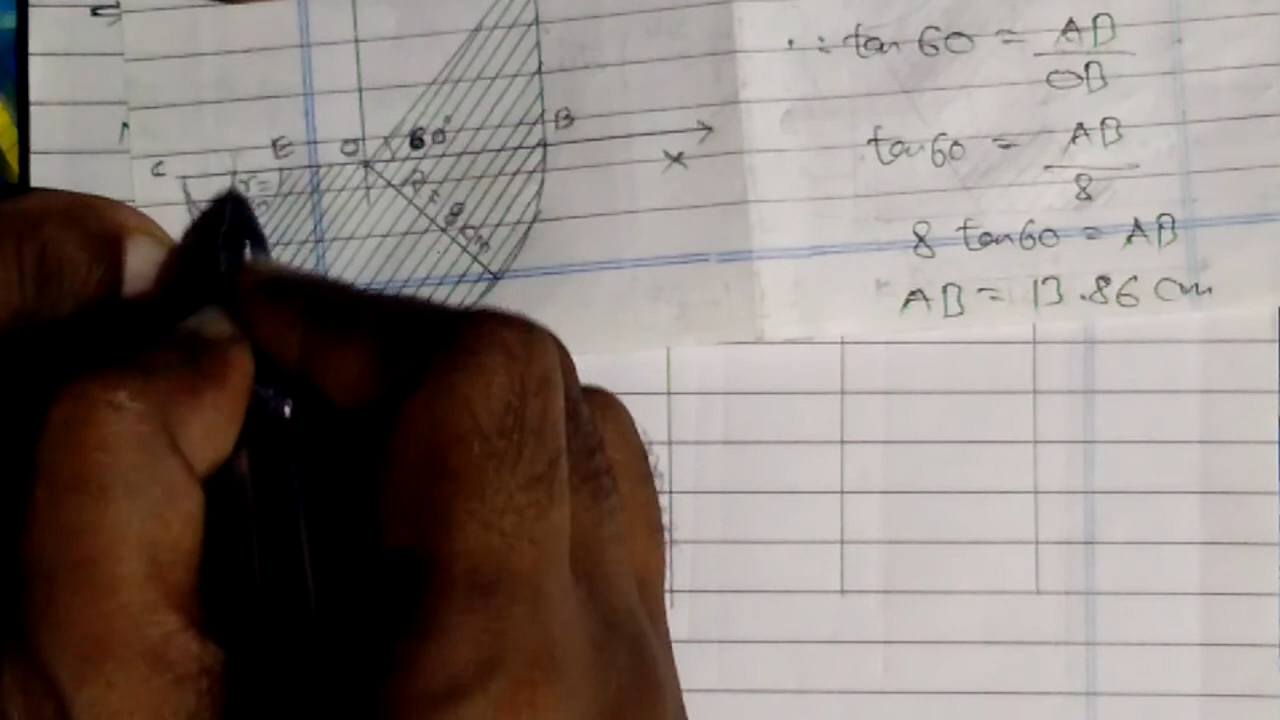 ∴ tan 60 = AB / OB
tan 60 = AB / 8
8 tan 60 = AB
AB = 13.86 cm
C E O 60° B
x
r =
R = 8 cm